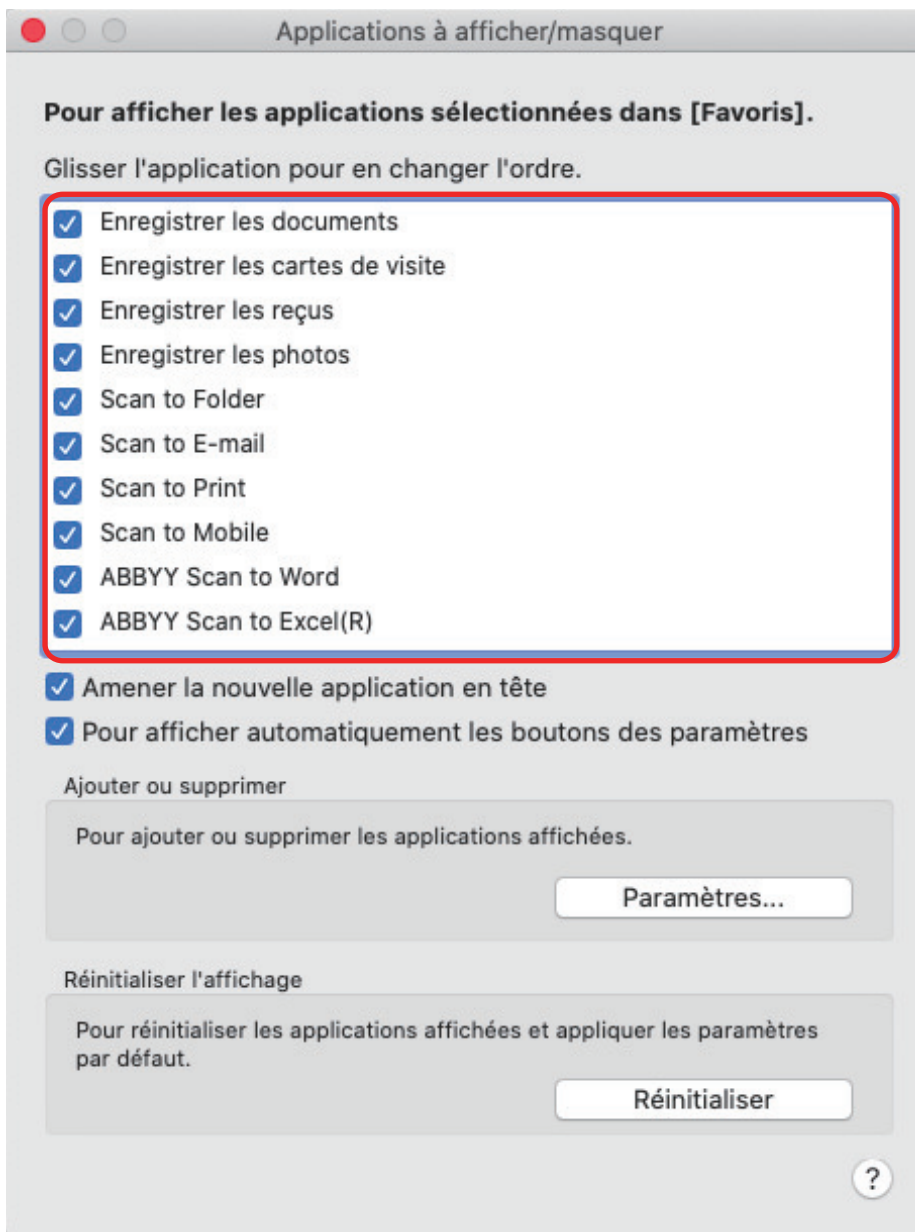 Applications à afficher/masquer
Pour afficher les applications sélectionnées dans [Favoris].
Glisser l'application pour en changer l'ordre.
Enregistrer les documents
Enregistrer les cartes de visite
Enregistrer les reçus
Enregistrer les photos
Scan to Folder
Scan to E-mail
Scan to Print
Scan to Mobile
ABBYY Scan to Word
ABBYY Scan to Excel(R)
Amener la nouvelle application en tête
Pour afficher automatiquement les boutons des paramètres
Ajouter ou supprimer
Pour ajouter ou supprimer les applications affichées.
Paramètres...
Réinitialiser l'affichage
Pour réinitialiser les applications affichées et appliquer les paramètres
par défaut.
Réinitialiser
?